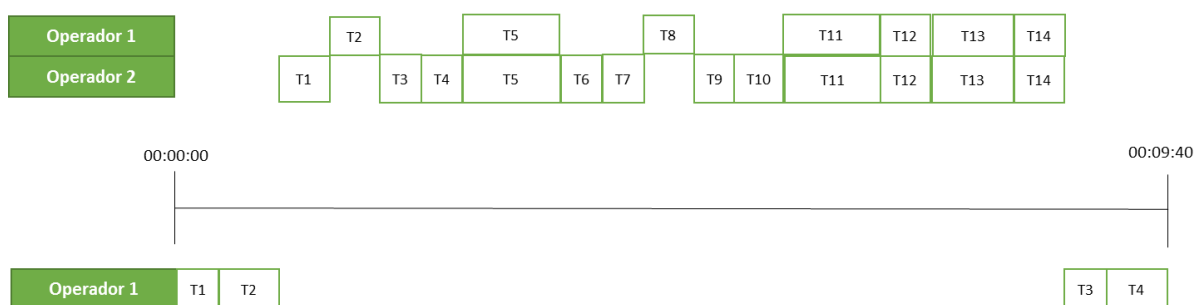 Operador 1 T2 T5 T8 T11 T12 T13 T14
Operador 2 T1 T3 T4 T5 T6 T7 T9 T10 T11 T12 T13 T14
00:00:00 00:09:40
Operador 1 T1 T2 T3 T4